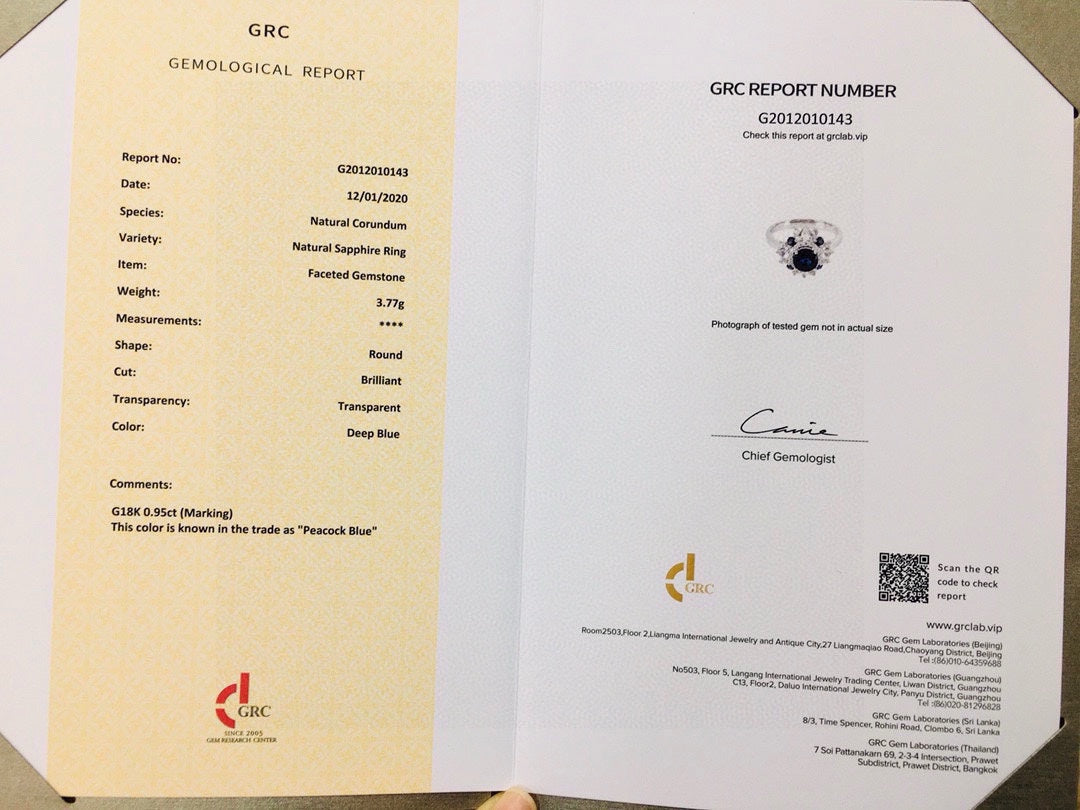 GRC
GEMOLOGICAL REPORT
Report No: G2012010143
Date: 12/01/2020
Species: Natural Corundum
Variety: Natural Sapphire Ring
Item: Faceted Gemstone
Weight: 3.77g
Measurements: ****
Shape: Round
Cut: Brilliant
Transparency: Transparent
Color: Deep Blue
Comments:
G18K 0.95ct (Marking)
This color is known in the trade as "Peacock Blue"
GRC
SINCE 2005
GEM RESEARCH CENTER
GRC REPORT NUMBER
G2012010143
Check this report at grclab.vip
Photograph of tested gem not in actual size
Carrie
Chief Gemologist
GRC
Scan the QR
code to check
report
www.grclab.vip
GRC Gem Laboratories (Beijing)
Room2503,Floor 2,Liangma International Jewelry and Antique City.27 Liangmaqiao Road,Chaoyang District, Beijing
Tel :(86)010-64359688
GRC Gem Laboratories (Guangzhou)
No503, Floor 5, Langang International Jewelry Trading Center, Liwan District, Guangzhou
C13, Floor2, Daluo International Jewelry City, Panyu District, Guangzhou
Tel :(86)020-81296828
GRC Gem Laboratories (Sri Lanka)
8/3, Time Spencer, Rohini Road, Clombo 6, Sri Lanka
GRC Gem Laboratories (Thailand)
7 Soi Pattanakarn 69, 2-3-4 Intersection, Prawet
Subdistrict, Prawet District, Bangkok